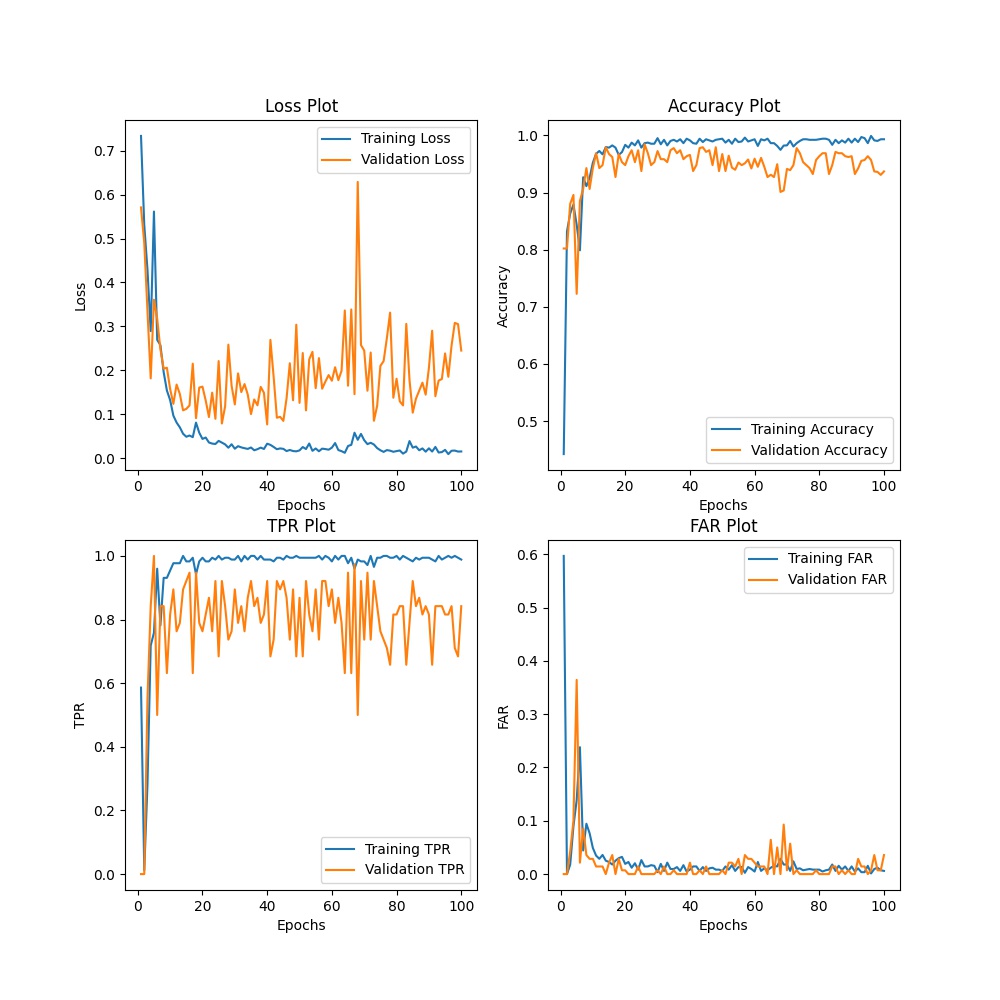 Loss Plot
0.7
0.6
0.5
0.4
0.3
0.2
0.1
0.0
Loss
0 20 40 60 80 100
Epochs
Training Loss
Validation Loss
Accuracy Plot
1.0
0.9
0.8
0.7
0.6
0.5
Accuracy
0 20 40 60 80 100
Epochs
Training Accuracy
Validation Accuracy
TPR Plot
1.0
0.8
0.6
0.4
0.2
0.0
TPR
0 20 40 60 80 100
Epochs
Training TPR
Validation TPR
FAR Plot
0.6
0.5
0.4
0.3
0.2
0.1
0.0
FAR
0 20 40 60 80 100
Epochs
Training FAR
Validation FAR